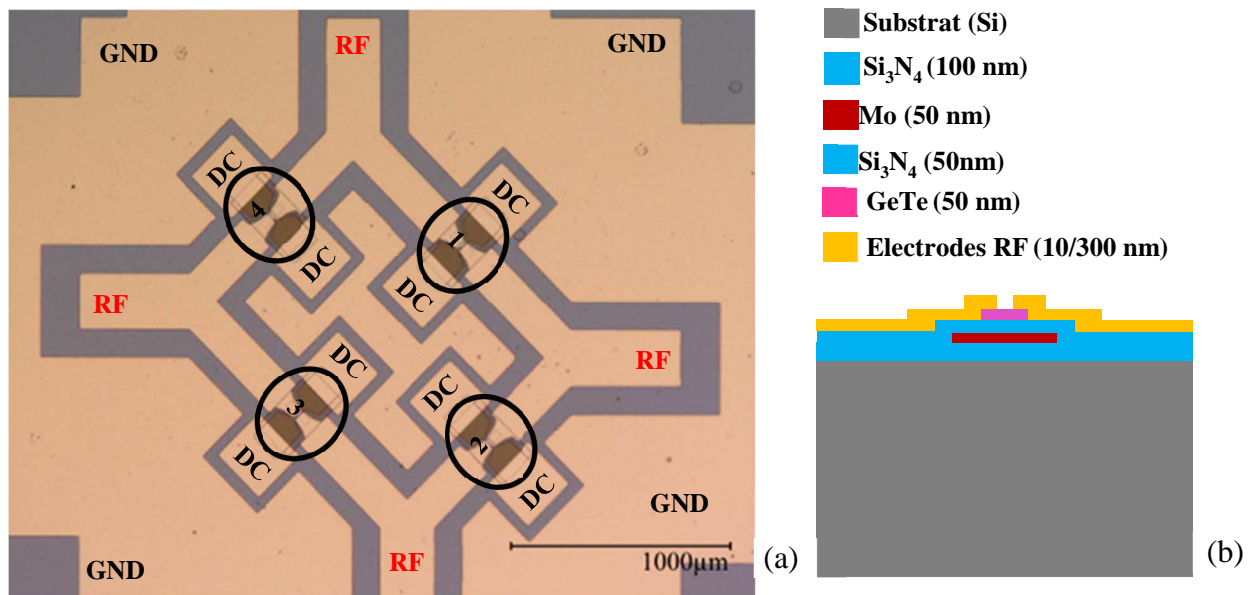 GND
RF
GND
DC
DC
4
1
DC
DC
RF
RF
DC
DC
3
2
DC
DC
GND
RF
GND
1000µm
(a)
Substrat (Si)
Si₃N₄ (100 nm)
Mo (50 nm)
Si₃N₄ (50nm)
GeTe (50 nm)
Electrodes RF (10/300 nm)
(b)